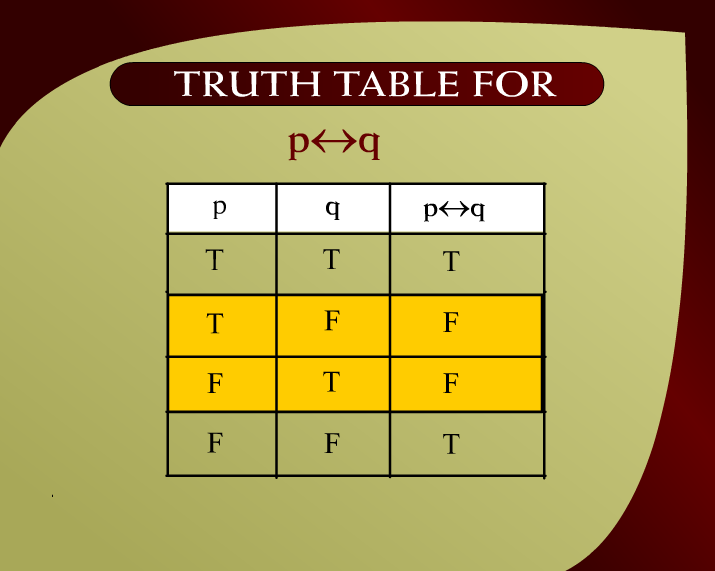 TRUTH TABLE FOR
p↔q
p q p↔q
T T T
T F F
F T F
F F T